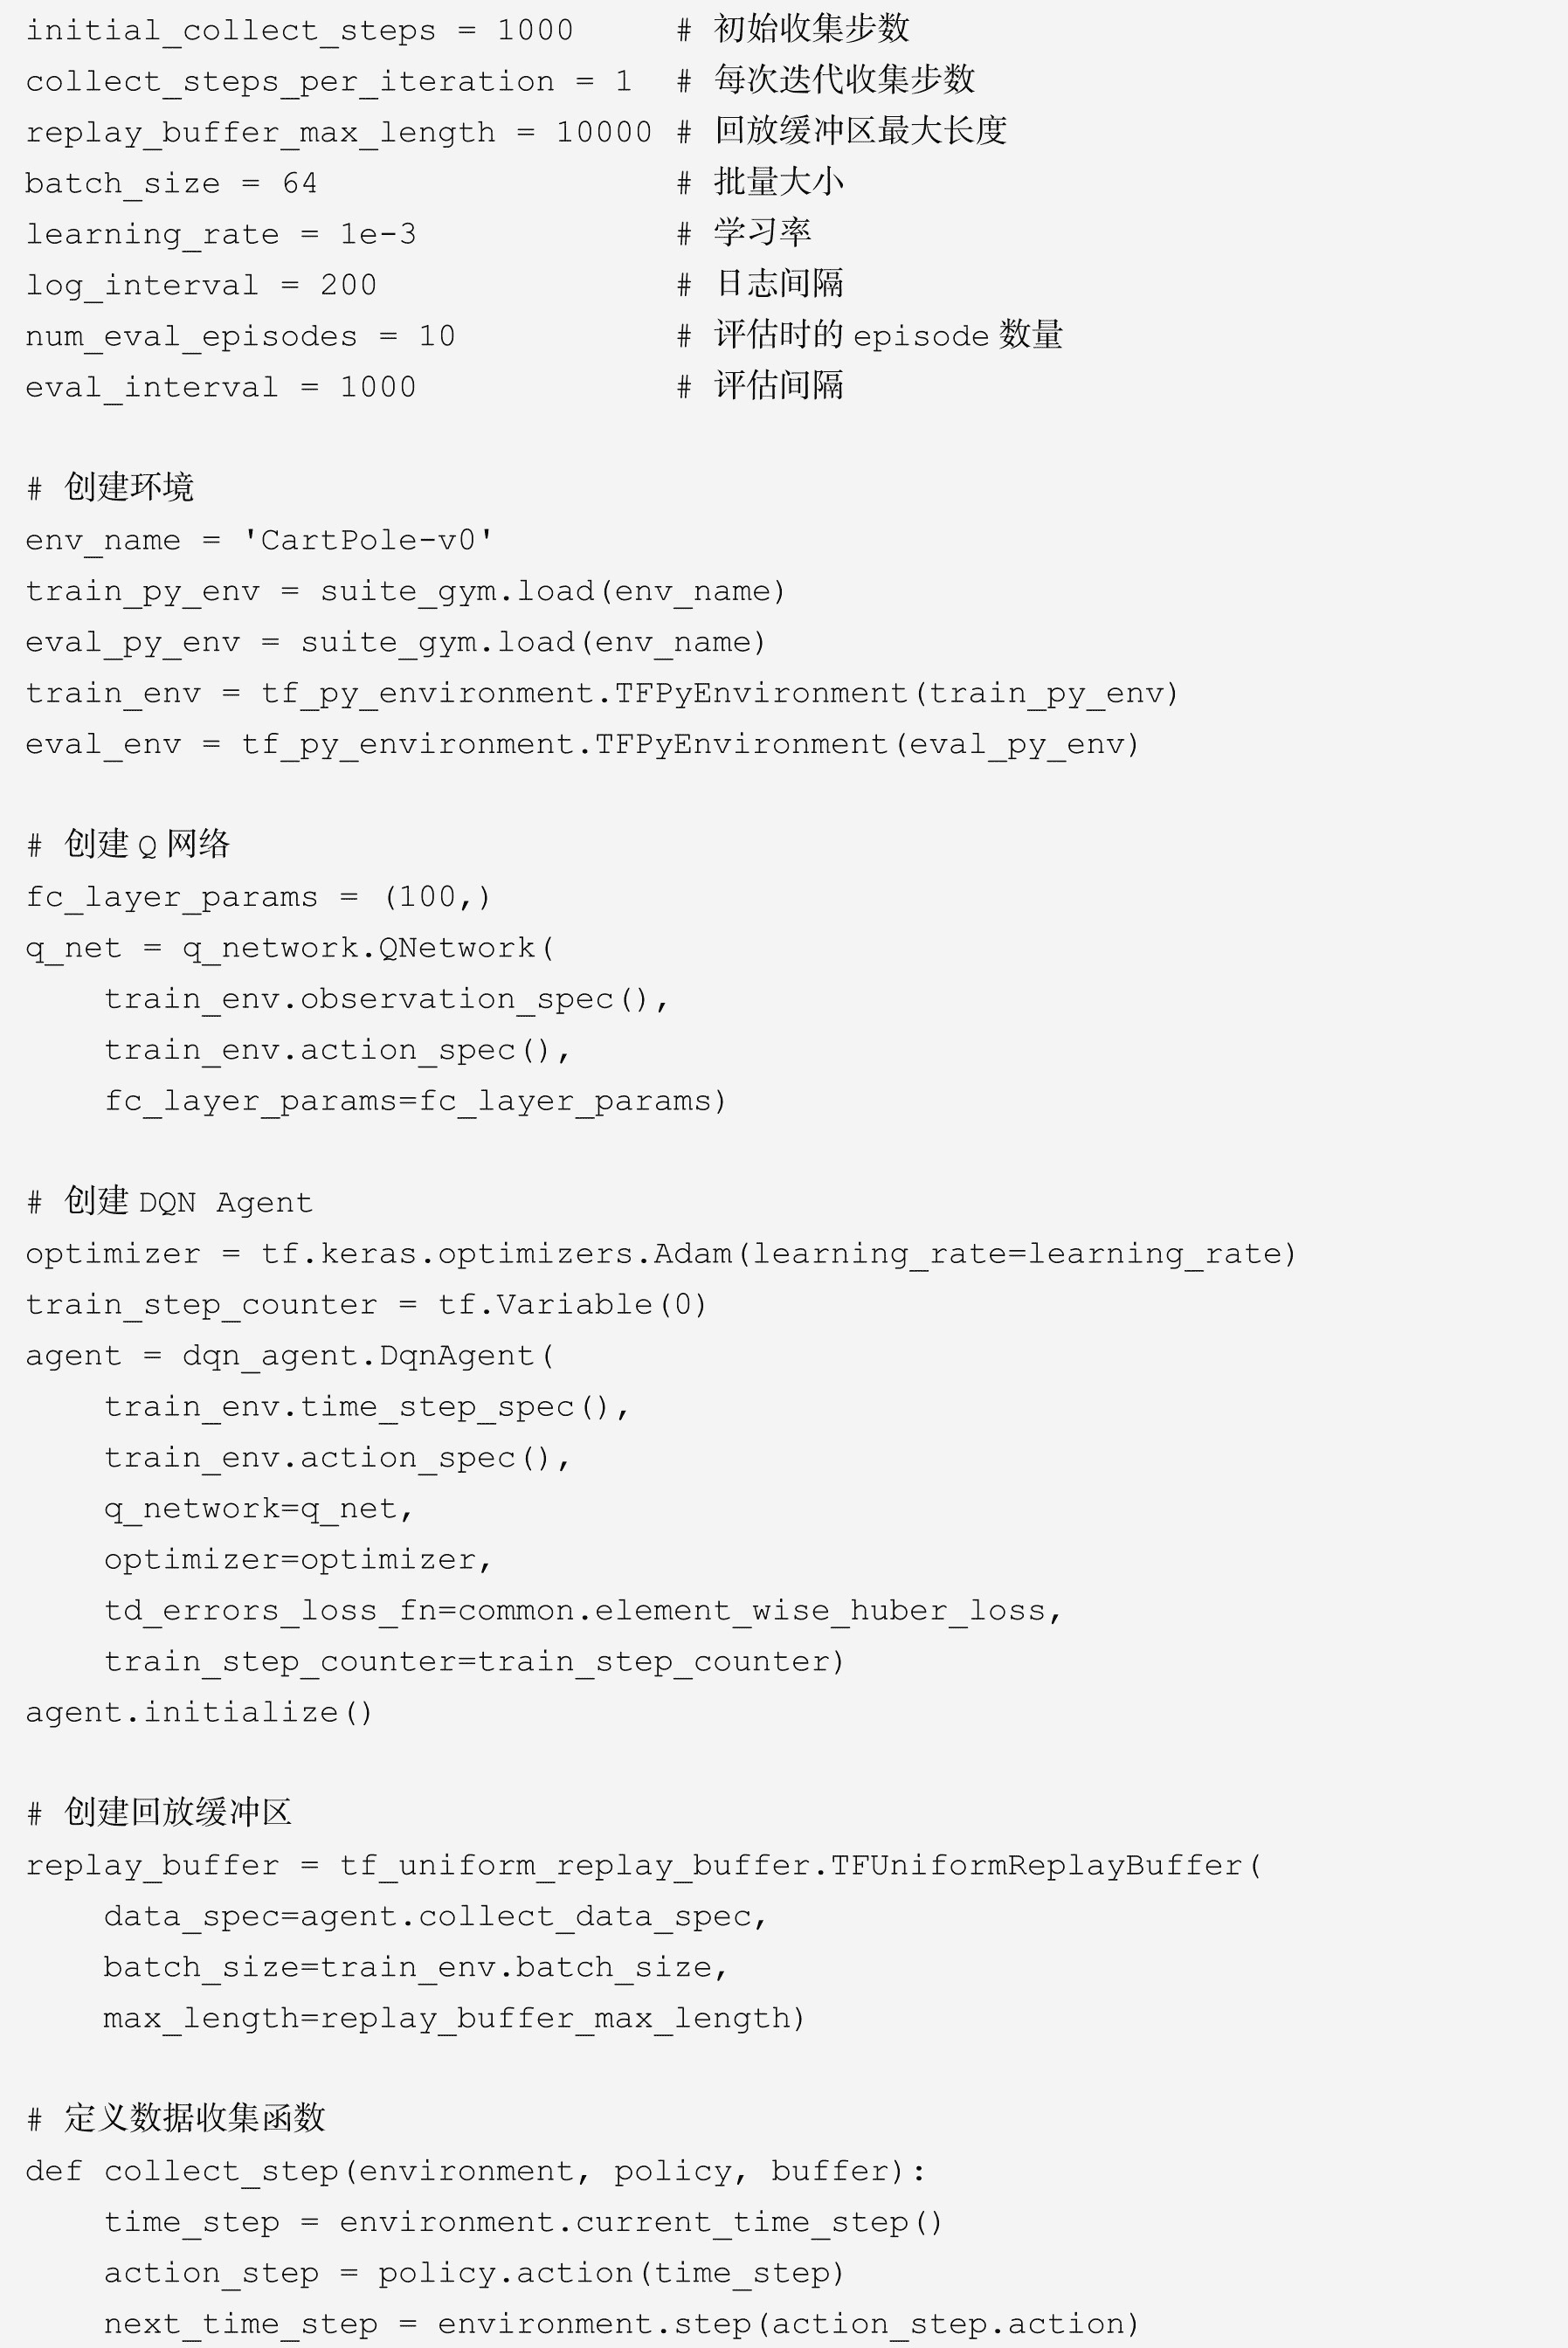 initial_collect_steps = 1000     # 初始收集步数
collect_steps_per_iteration = 1  # 每次迭代收集步数
replay_buffer_max_length = 10000 # 回放缓冲区最大长度
batch_size = 64                  # 批量大小
learning_rate = 1e-3             # 学习率
log_interval = 200               # 日志间隔
num_eval_episodes = 10           # 评估时的 episode 数量
eval_interval = 1000             # 评估间隔

# 创建环境
env_name = 'CartPole-v0'
train_py_env = suite_gym.load(env_name)
eval_py_env = suite_gym.load(env_name)
train_env = tf_py_environment.TFPyEnvironment(train_py_env)
eval_env = tf_py_environment.TFPyEnvironment(eval_py_env)

# 创建 Q 网络
fc_layer_params = (100,)
q_net = q_network.QNetwork(
    train_env.observation_spec(),
    train_env.action_spec(),
    fc_layer_params=fc_layer_params)

# 创建 DQN Agent
optimizer = tf.keras.optimizers.Adam(learning_rate=learning_rate)
train_step_counter = tf.Variable(0)
agent = dqn_agent.DqnAgent(
    train_env.time_step_spec(),
    train_env.action_spec(),
    q_network=q_net,
    optimizer=optimizer,
    td_errors_loss_fn=common.element_wise_huber_loss,
    train_step_counter=train_step_counter)
agent.initialize()

# 创建回放缓冲区
replay_buffer = tf_uniform_replay_buffer.TFUniformReplayBuffer(
    data_spec=agent.collect_data_spec,
    batch_size=train_env.batch_size,
    max_length=replay_buffer_max_length)

# 定义数据收集函数
def collect_step(environment, policy, buffer):
    time_step = environment.current_time_step()
    action_step = policy.action(time_step)
    next_time_step = environment.step(action_step.action)